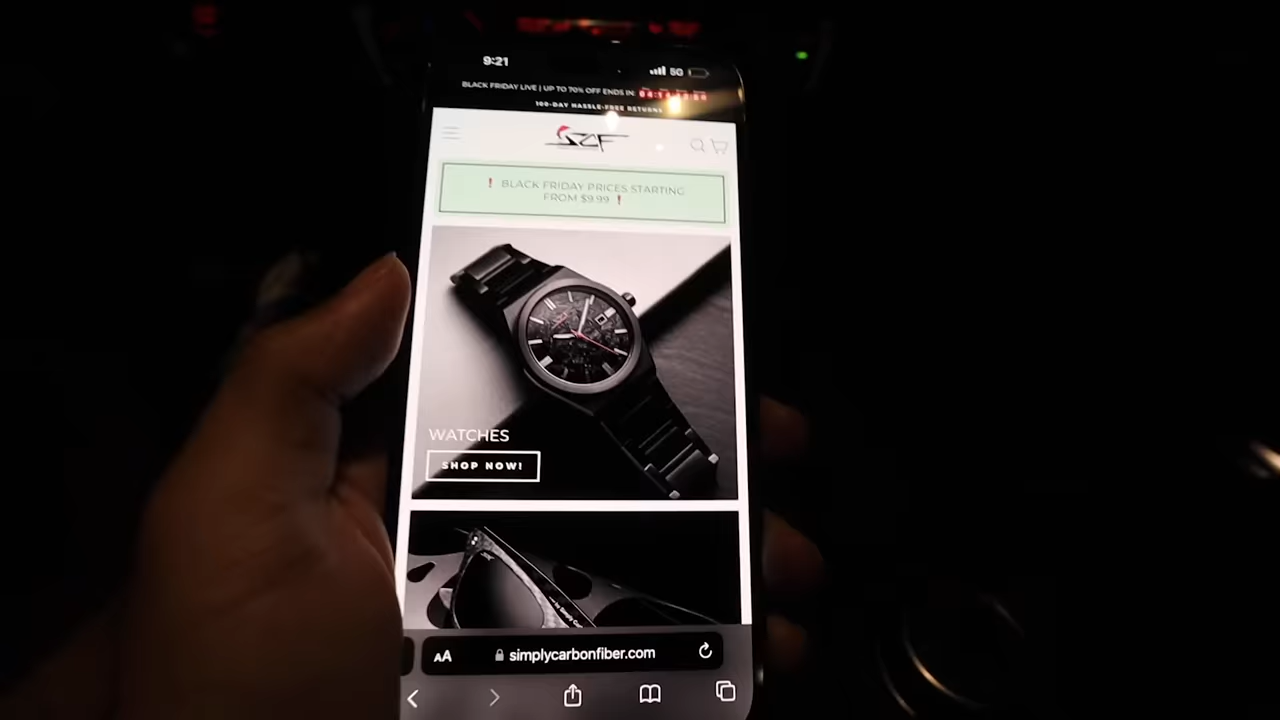 9:21
5G
BLACK FRIDAY LIVE | UP TO 70% OFF ENDS IN:
100-DAY HASSLE-FREE RETURNS
SCF
❗ BLACK FRIDAY PRICES STARTING
FROM $9.99 ❗
WATCHES
SHOP NOW!
AA
simplycarbonfiber.com